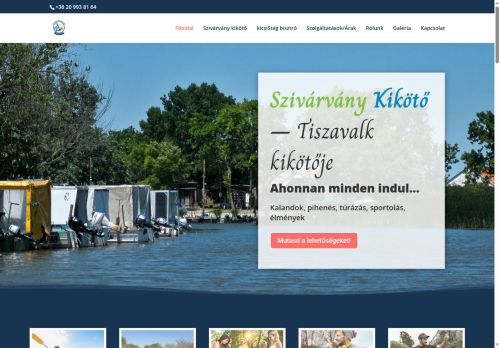 +36 20 993 81 64
Főoldal Szivárvány kikötő kicsiStég bisztró Szolgáltatások/Árak Rólunk Galéria Kapcsolat
Szivárvány Kikötő
— Tiszavalk
kikötője
Ahonnan minden indul...
Kalandok, pihenés, túrázás, sportolás,
élmények
Mutasd a lehetőségeket!